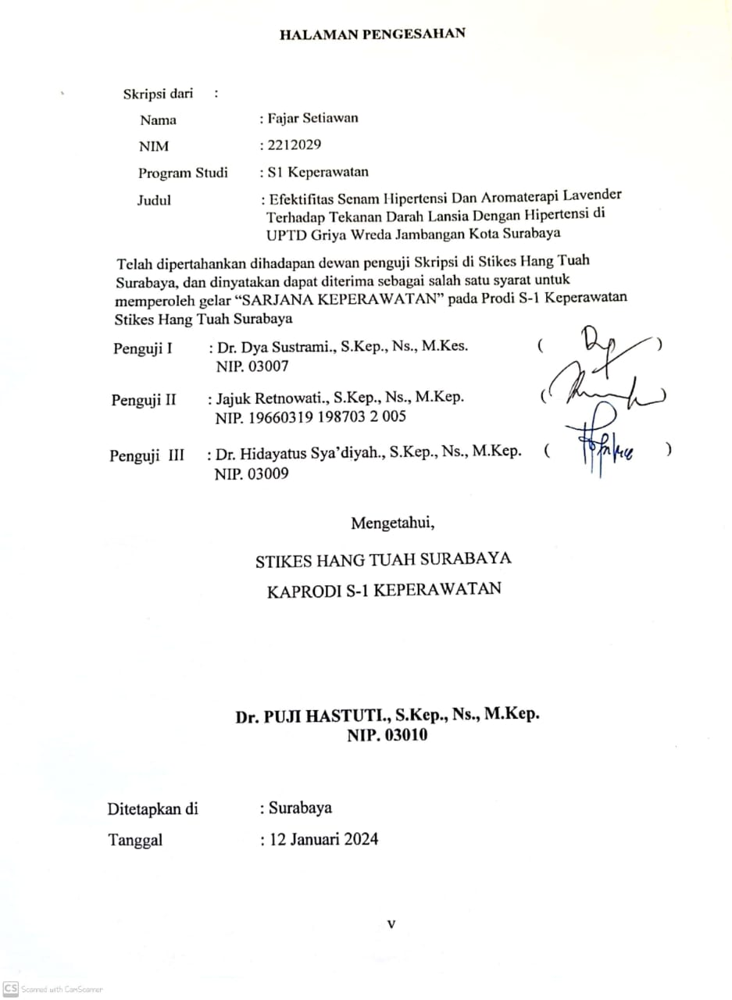 HALAMAN PENGESAHAN
Skripsi dari :
Nama : Fajar Setiawan
NIM : 2212029
Program Studi : S1 Keperawatan
Judul : Efektifitas Senam Hipertensi Dan Aromaterapi Lavender
Terhadap Tekanan Darah Lansia Dengan Hipertensi di
UPTD Griya Wreda Jambangan Kota Surabaya
Telah dipertahankan dihadapan dewan penguji Skripsi di Stikes Hang Tuah
Surabaya, dan dinyatakan dapat diterima sebagai salah satu syarat untuk
memperoleh gelar “SARJANA KEPERAWATAN” pada Prodi S-1 Keperawatan
Stikes Hang Tuah Surabaya
Penguji I : Dr. Dya Sustrami., S.Kep., Ns., M.Kes. ( )
NIP. 03007
Penguji II : Jajuk Retnowati., S.Kep., Ns., M.Kep. ( )
NIP. 19660319 198703 2 005
Penguji III : Dr. Hidayatus Sya’diyah., S.Kep., Ns., M.Kep. ( )
NIP. 03009
Mengetahui,
STIKES HANG TUAH SURABAYA
KAPRODI S-1 KEPERAWATAN
Dr. PUJI HASTUTI., S.Kep., Ns., M.Kep.
NIP. 03010
Ditetapkan di : Surabaya
Tanggal : 12 Januari 2024
v
CS Scanned with CamScanner